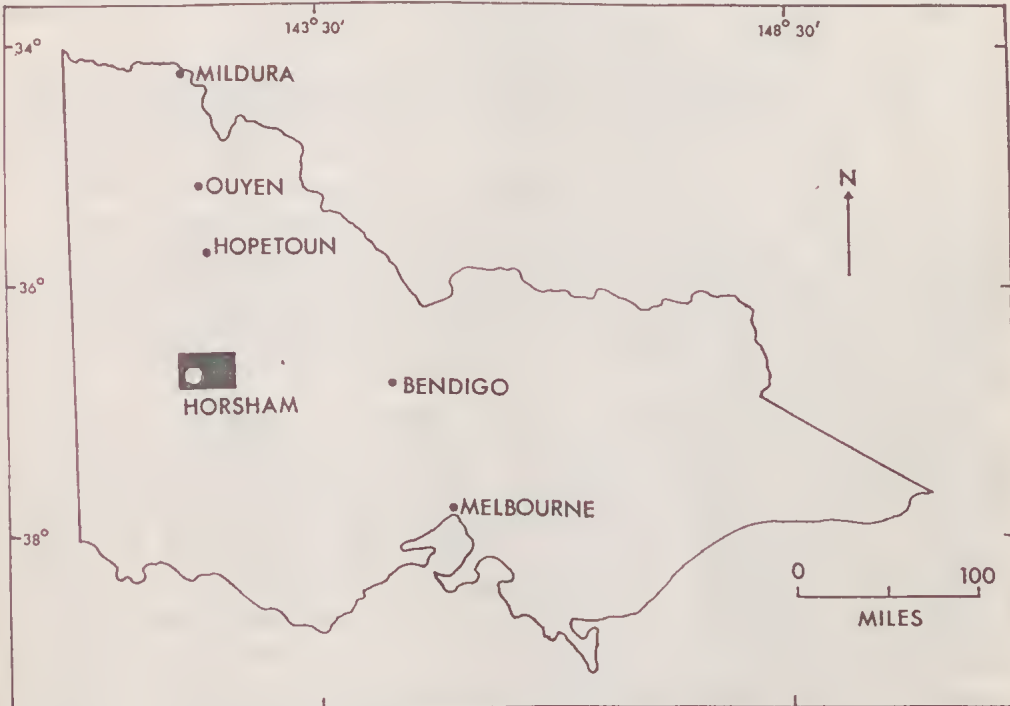 143° 30'
148° 30'
34°
MILDURA
OUYEN
N
HOPETOUN
36°
HORSHAM
BENDIGO
MELBOURNE
38°
0 100
MILES